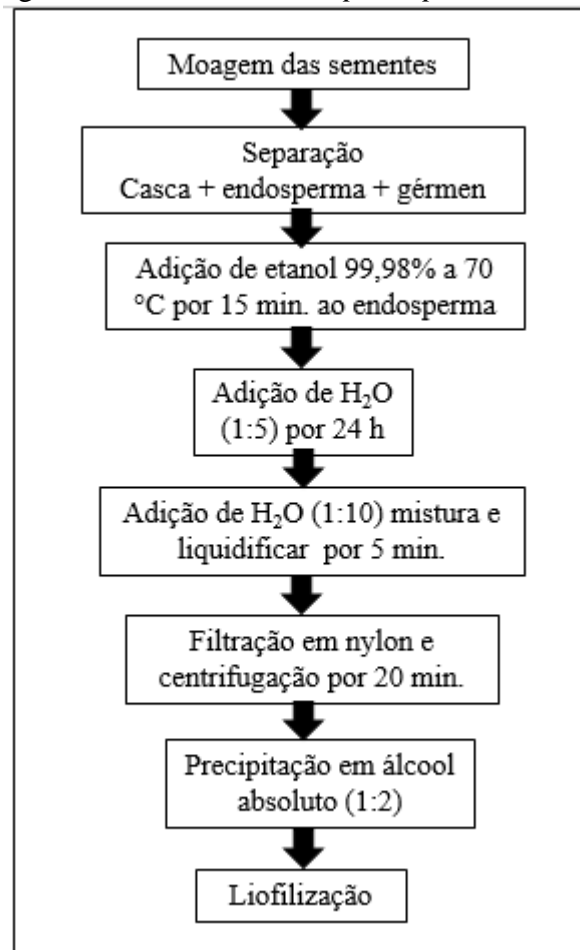 Moagem das sementes
Separação
Casca + endosperma + gérmen
Adição de etanol 99,98% a 70
°C por 15 min. ao endosperma
Adição de H₂O
(1:5) por 24 h
Adição de H₂O (1:10) mistura e
liquidificar por 5 min.
Filtração em nylon e
centrifugação por 20 min.
Precipitação em álcool
absoluto (1:2)
Liofilização